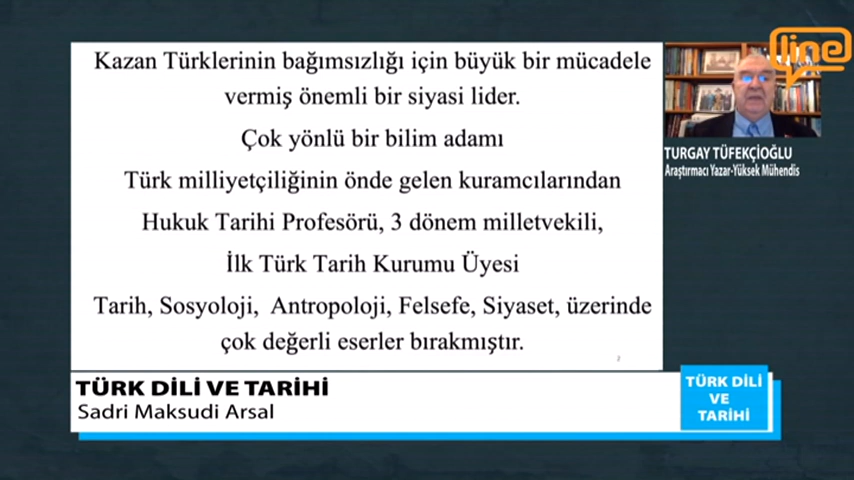 Kazan Türklerinin bağımsızlığı için büyük bir mücadele
vermiş önemli bir siyasi lider.
Çok yönlü bir bilim adamı
Türk milliyetçiliğinin önde gelen kuramcılarından
Hukuk Tarihi Profesörü, 3 dönem milletvekili,
İlk Türk Tarih Kurumu Üyesi
Tarih, Sosyoloji, Antropoloji, Felsefe, Siyaset, üzerinde
çok değerli eserler bırakmıştır.
2
line
TURGAY TÜFEKÇİOĞLU
Araştırmacı Yazar-Yüksek Mühendis
TÜRK DİLİ VE TARİHİ
Sadri Maksudi Arsal
TÜRK DİLİ
VE
TARİHİ